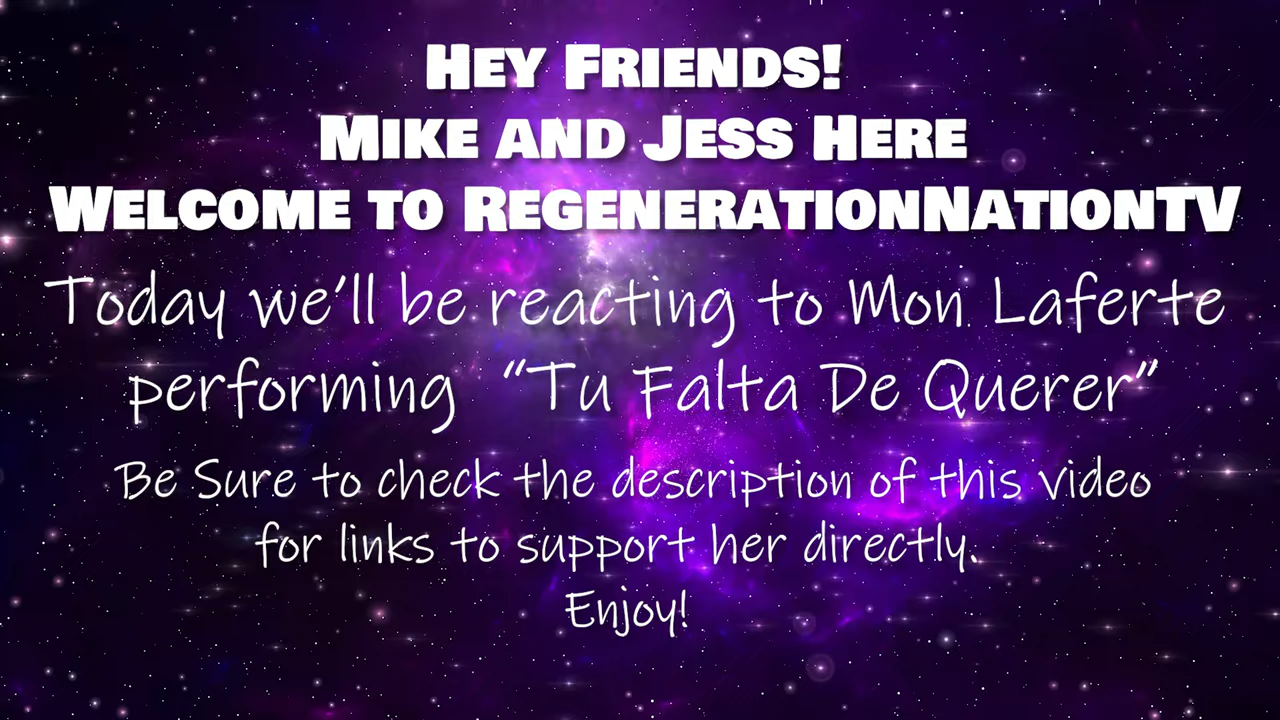 Hey Friends!
Mike and Jess Here
Welcome to RegenerationNationTV
Today we'll be reacting to Mon Laferte
performing "Tu Falta De Querer"
Be Sure to check the description of this video
for links to support her directly.
Enjoy!